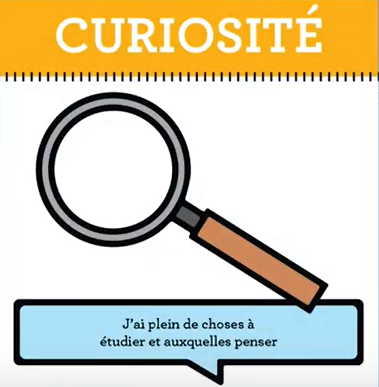 CURIOSITÉ
J'ai plein de choses à
étudier et auxquelles penser